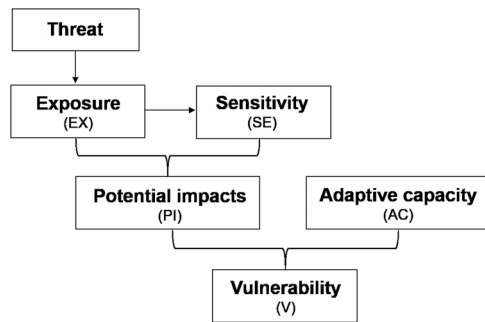 Threat
Exposure
(EX)
Sensitivity
(SE)
Potential impacts
(PI)
Adaptive capacity
(AC)
Vulnerability
(V)